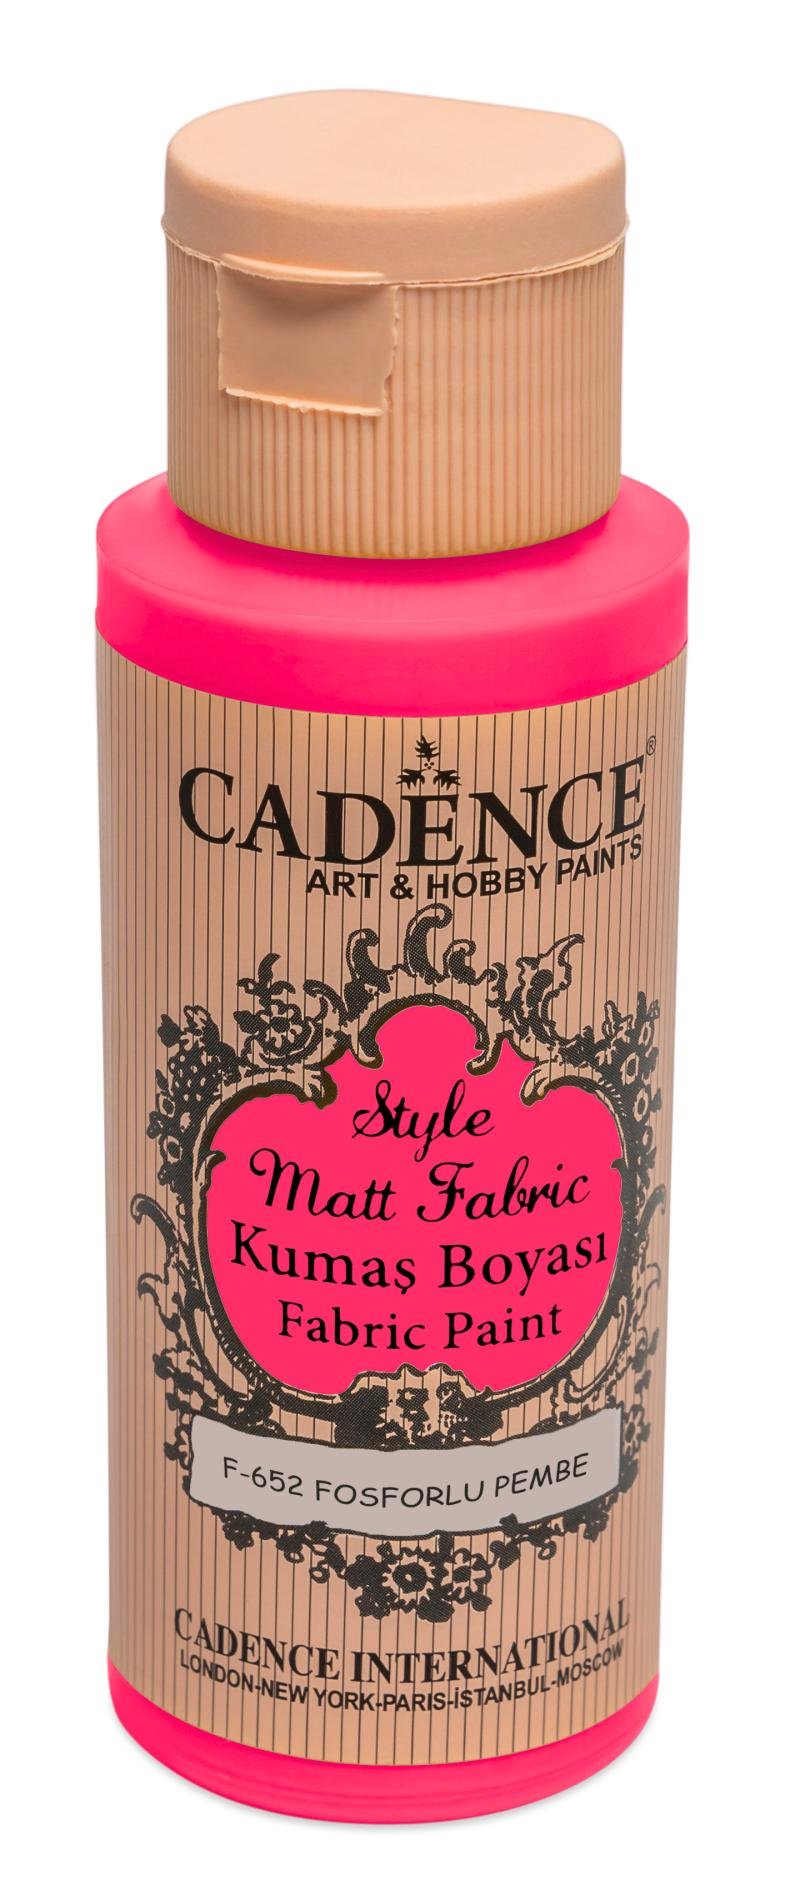 CADENCE®
ART & HOBBY PAINTS
Style
Matt Fabric
Kumaş Boyası
Fabric Paint
F-652 FOSFORLU PEMBE
CADENCE INTERNATIONAL
LONDON-NEW YORK-PARIS-İSTANBUL-MOSCOW